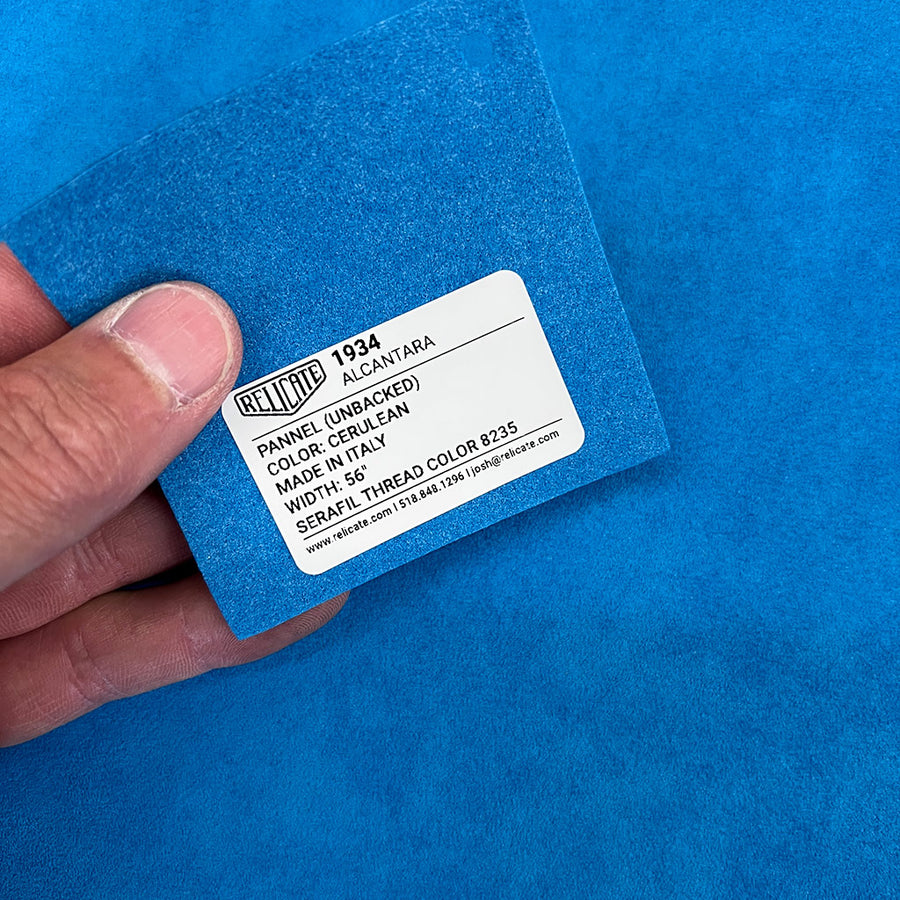 RELICATE
1934
ALCANTARA
PANNEL (UNBACKED)
COLOR: CERULEAN
MADE IN ITALY
WIDTH: 56"
SERAFIL THREAD COLOR 8235
www.relicate.com | 518.848.1296 | josh@relicate.com